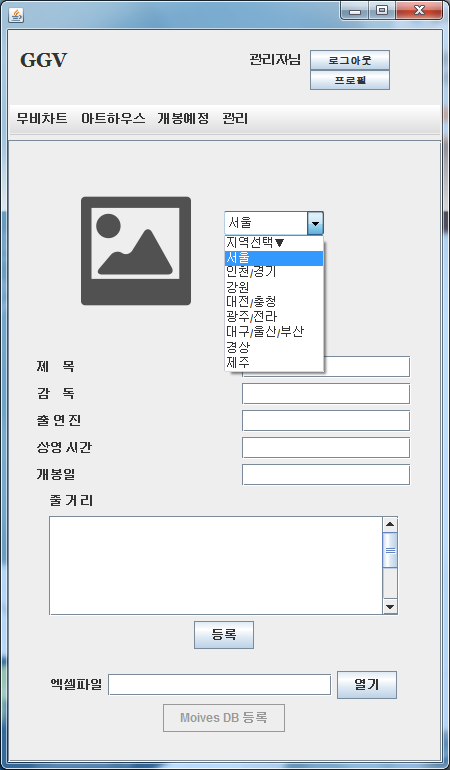 GGV
관리자님
로그아웃
프로필
무비차트 아트하우스 개봉예정 관리
서울
지역선택▼
서울
인천/경기
강원
대전/충청
광주/전라
대구/울산/부산
경상
제주
제 목
감 독
출 연 진
상영 시간
개봉일
줄 거 리
등록
엑셀파일
열기
Moives DB 등록